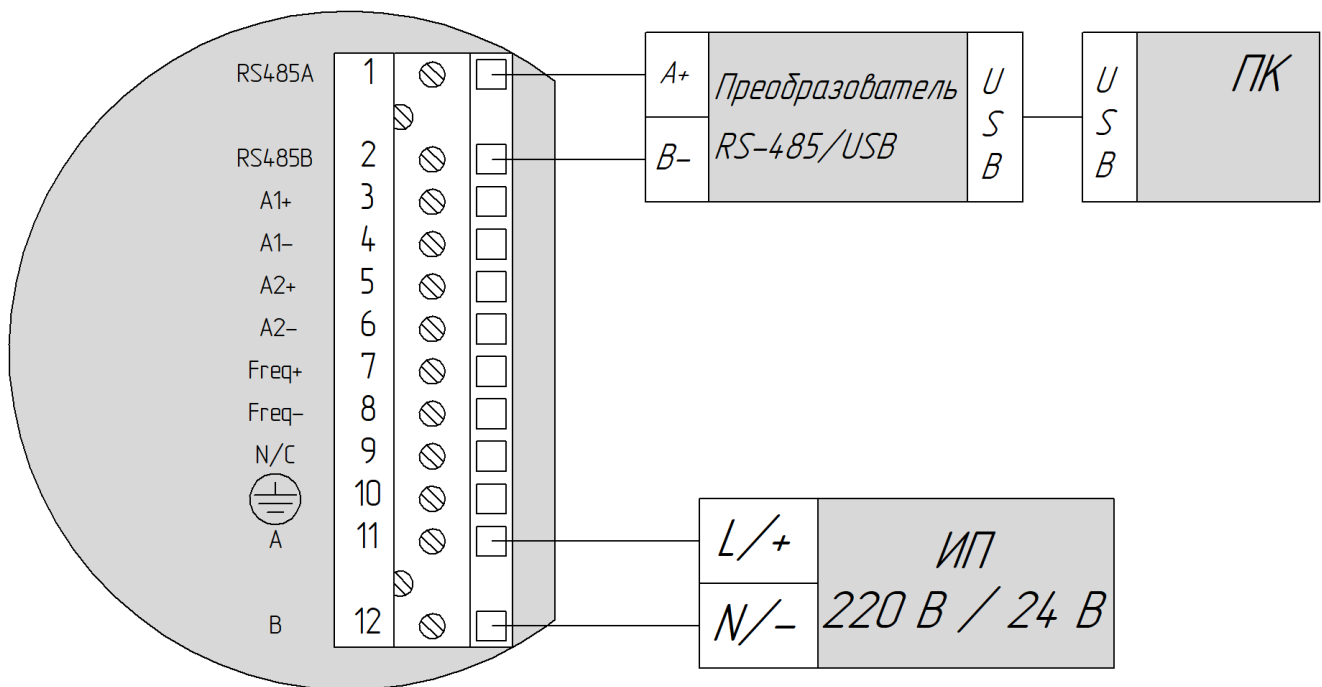 RS485A 1
RS485B 2
A1+ 3
A1- 4
A2+ 5
A2- 6
Freq+ 7
Freq- 8
N/C 9
10
A 11
B 12
A+
B-
Преобразователь
RS-485/USB
U
S
B
U
S
B
ПК
L/+
N/-
ИП
220 В / 24 В